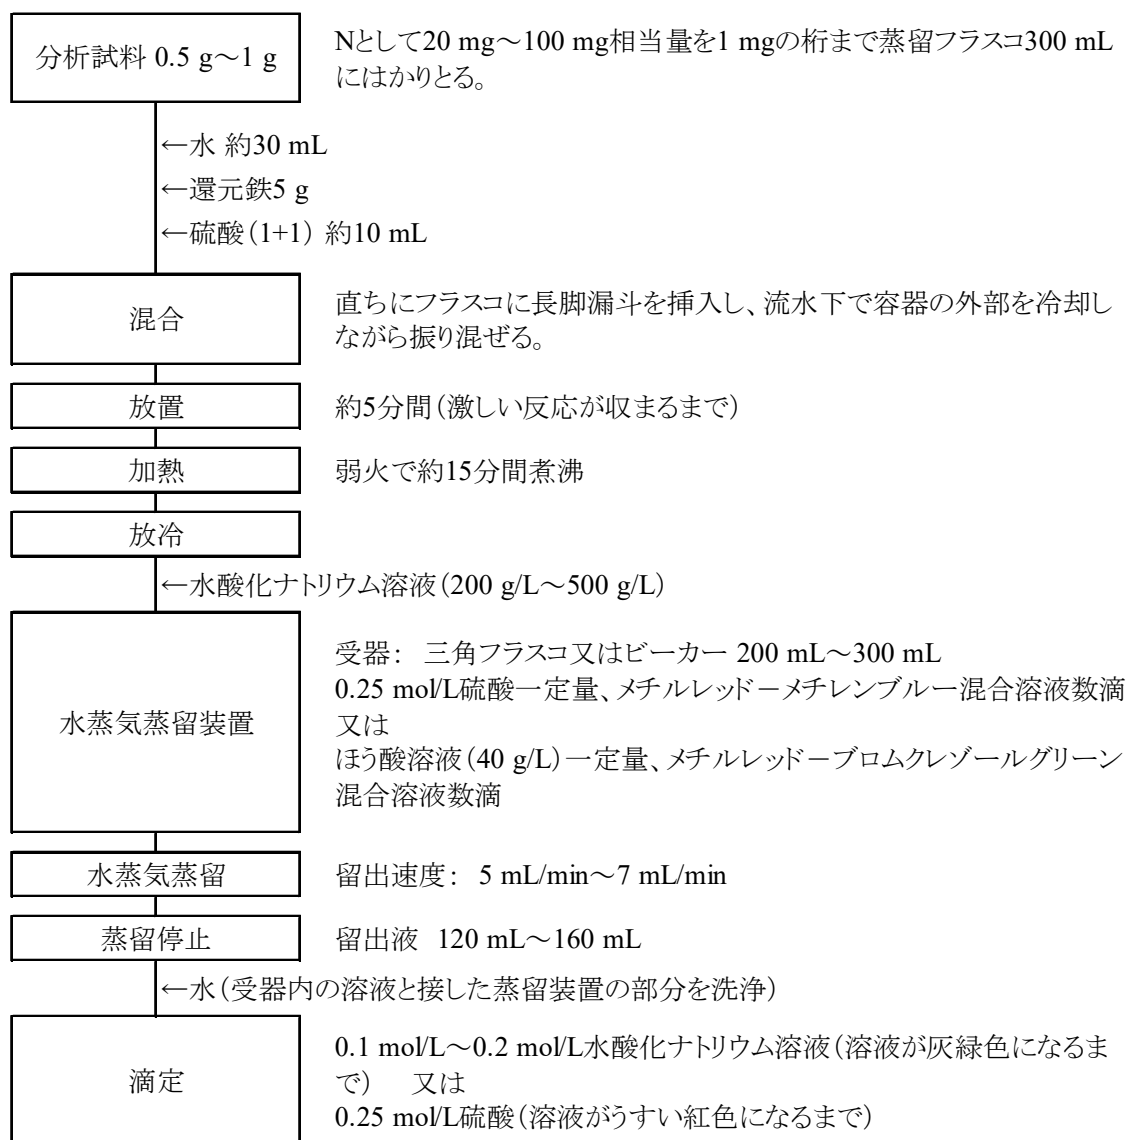 分析試料 0.5 g～1 g
Nとして20 mg～100 mg相当量を1 mgの桁まで蒸留フラスコ300 mL
にはかりとる。
←水 約30 mL
←還元鉄5 g
←硫酸(1+1) 約10 mL
混合
直ちにフラスコに長脚漏斗を挿入し、流水下で容器の外部を冷却し
ながら振り混ぜる。
放置
約5分間(激しい反応が収まるまで)
加熱
弱火で約15分間煮沸
放冷
←水酸化ナトリウム溶液(200 g/L～500 g/L)
水蒸気蒸留装置
受器： 三角フラスコ又はビーカー 200 mL～300 mL
0.25 mol/L硫酸一定量、メチルレッド－メチレンブルー混合溶液数滴
又は
ほう酸溶液(40 g/L)一定量、メチルレッド－ブロムクレゾールグリーン
混合溶液数滴
水蒸気蒸留
留出速度： 5 mL/min～7 mL/min
蒸留停止
留出液 120 mL～160 mL
←水(受器内の溶液と接した蒸留装置の部分を洗浄)
滴定
0.1 mol/L～0.2 mol/L水酸化ナトリウム溶液(溶液が灰緑色になるま
で) 又は
0.25 mol/L硫酸(溶液がうすい紅色になるまで)